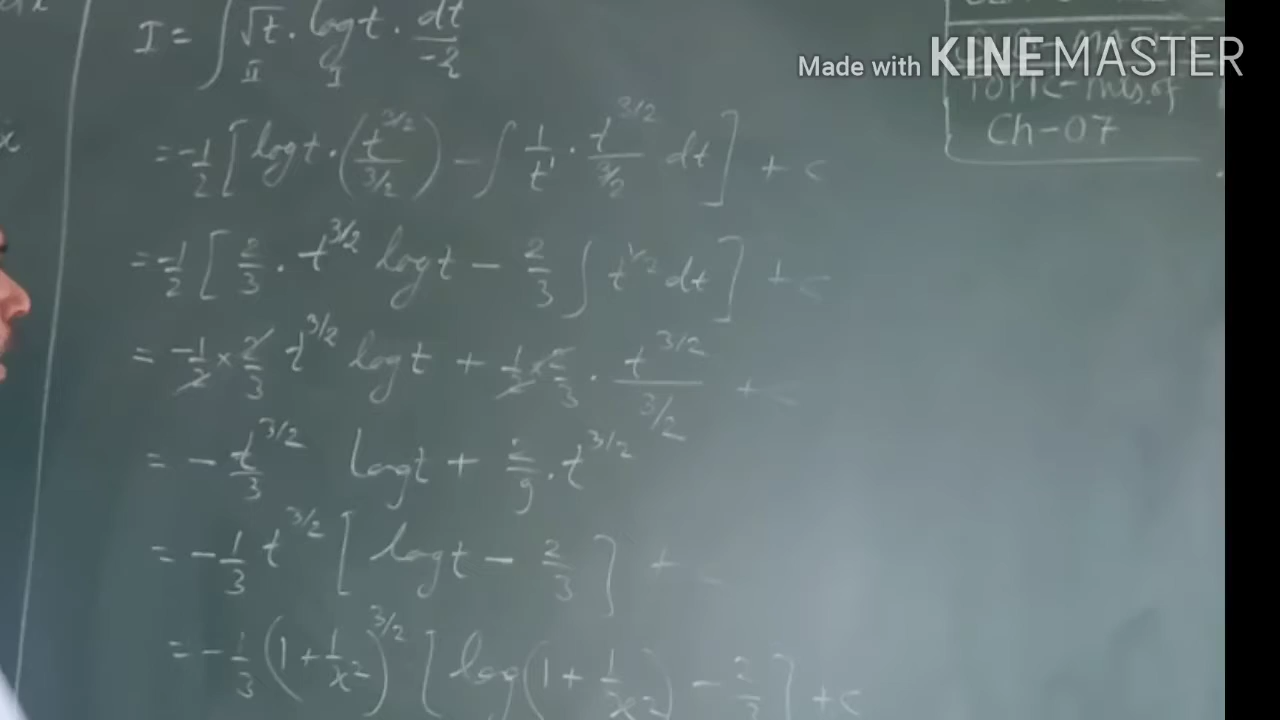 Made with KINEMASTER
TOPIC - Mis. of
Ch-07
I = ∫ √t · log t · dt/-2
II I
= -1/2 [ log t · (t^3/2 / 3/2) - ∫ 1/t · t^3/2 / 3/2 dt ] + c
= -1/2 [ 2/3 · t^3/2 log t - 2/3 ∫ t^1/2 dt ] + c
= -1/2 × 2/3 t^3/2 log t + 1/2 × 2/3 · t^3/2 / 3/2 + c
= - t^3/2 / 3 log t + 2/9 · t^3/2
= -1/3 t^3/2 [ log t - 2/3 ] +
= -1/3 (1 + 1/x²)^3/2 [ log (1 + 1/x²) - 2/3 ] + c